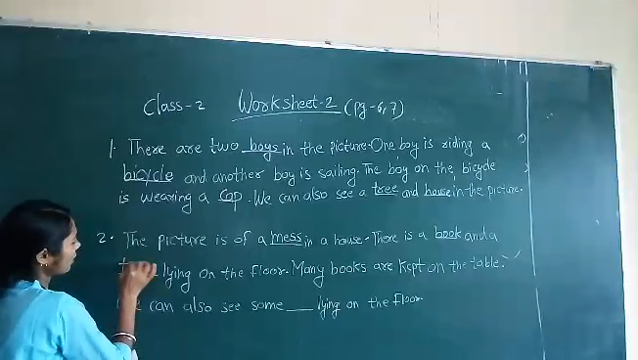 Class-2 Worksheet-2 (pg-6,7)
1. There are two boys in the picture. One boy is riding a
bicycle and another boy is sailing. The boy on the bicycle
is wearing a cap. We can also see a tree and house in the picture.
2. The picture is of a mess in a house. There is a book and a
lying on the floor. Many books are kept on the table.
can also see some ___ lying on the floor.